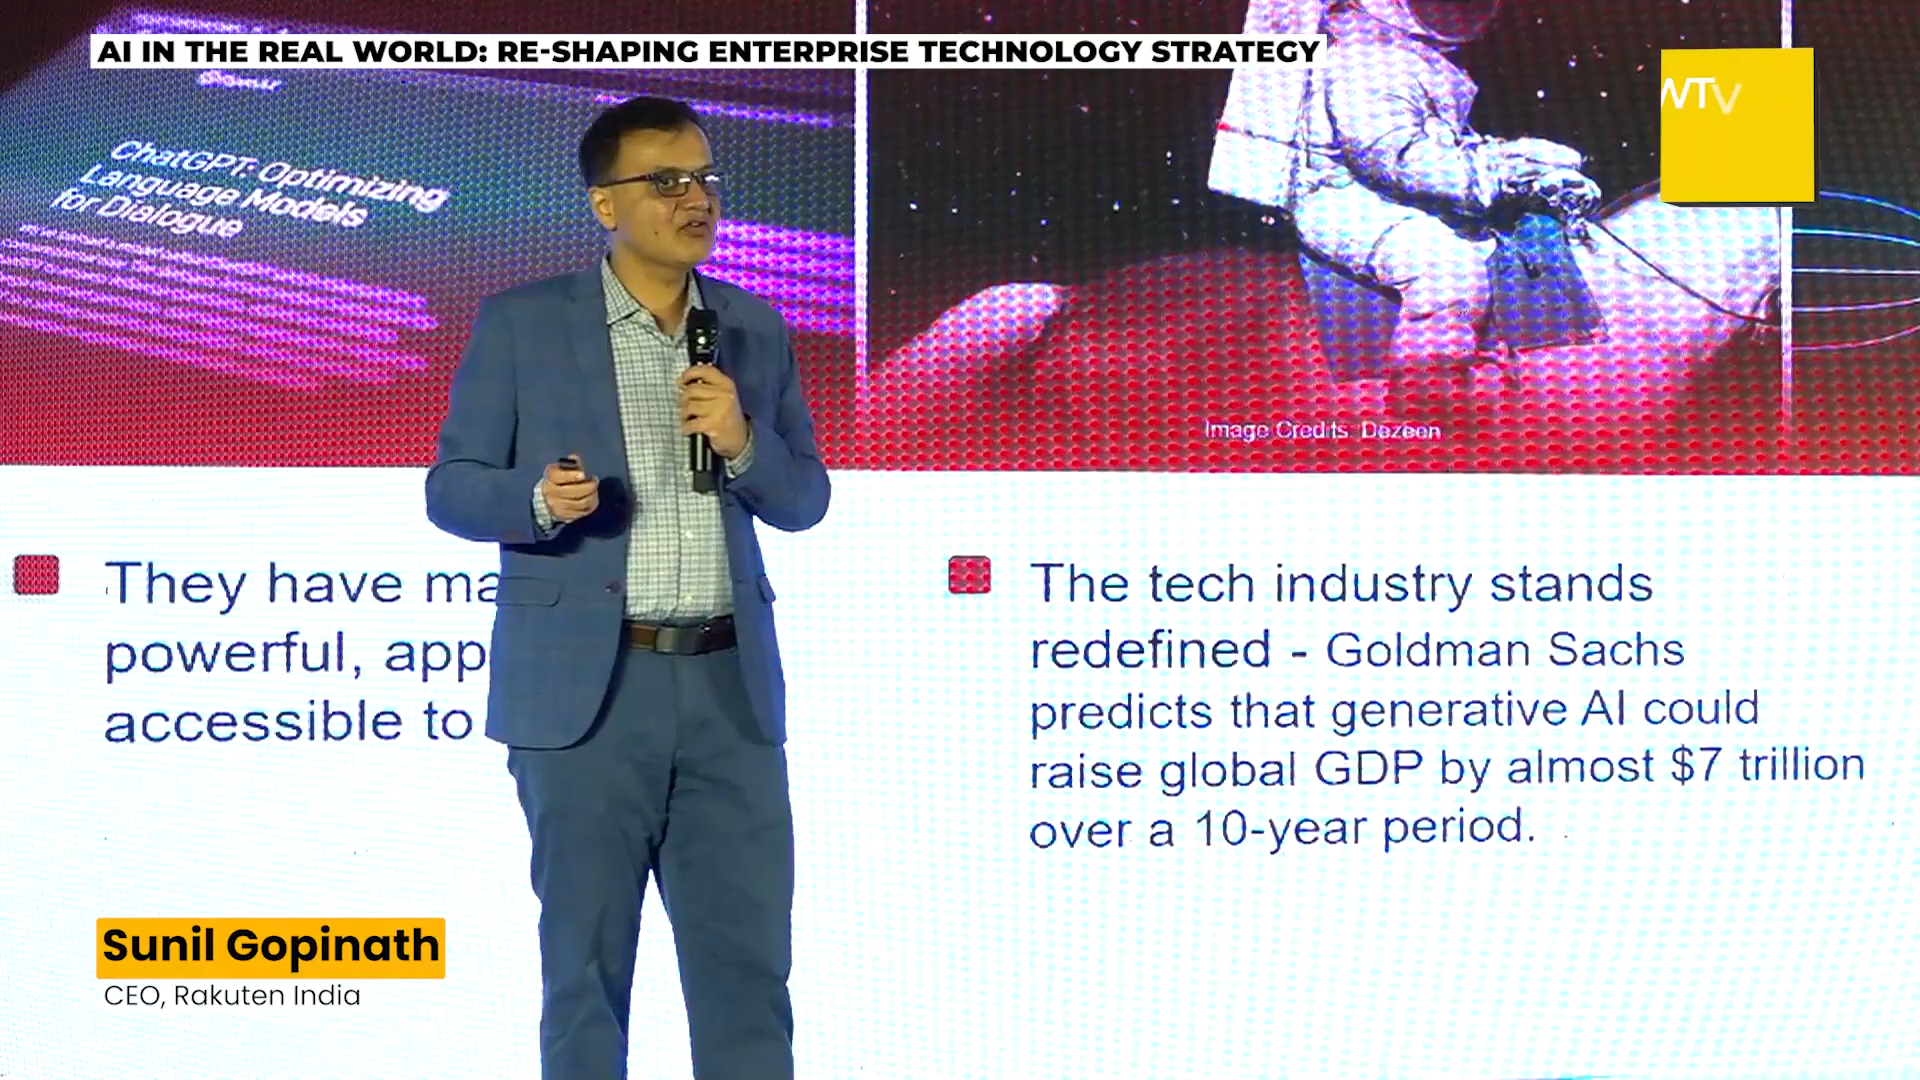 AI IN THE REAL WORLD: RE-SHAPING ENTERPRISE TECHNOLOGY STRATEGY
WTV
ChatGPT: Optimizing
Language Models
for Dialogue
Image Credits: Dezeen
They have ma
powerful, app
accessible to
The tech industry stands
redefined - Goldman Sachs
predicts that generative AI could
raise global GDP by almost $7 trillion
over a 10-year period.
Sunil Gopinath
CEO, Rakuten India